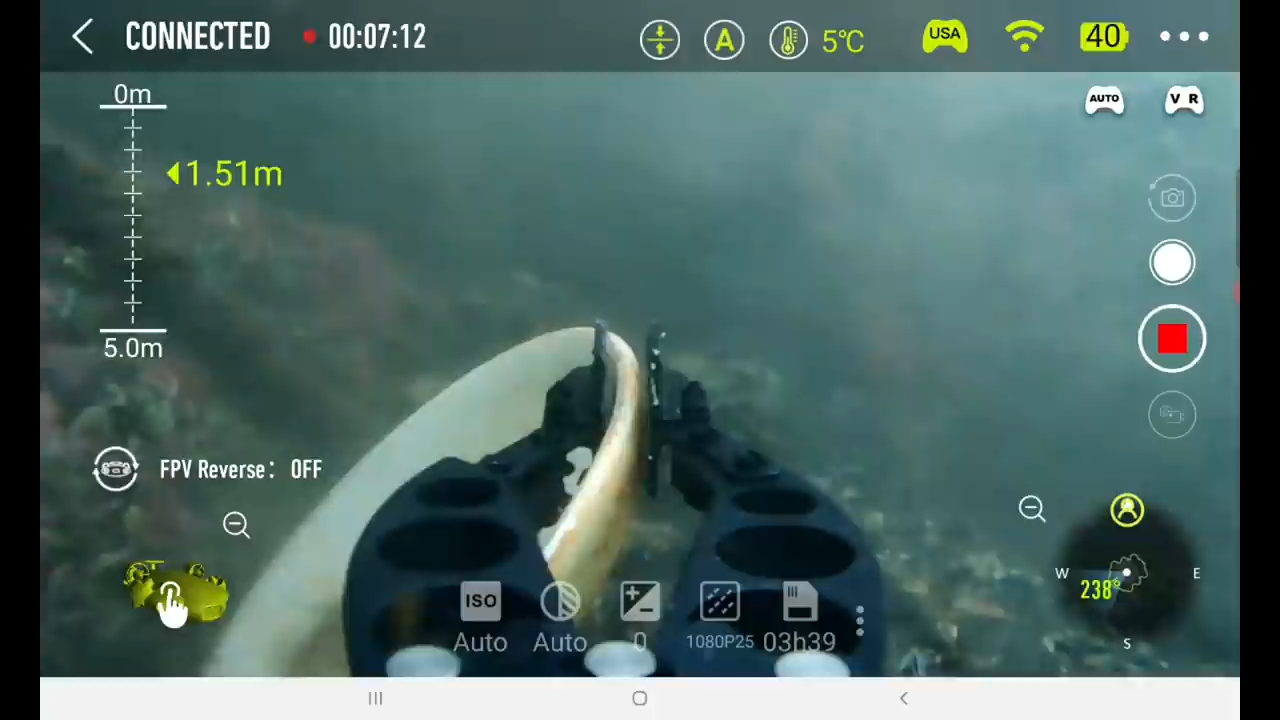 CONNECTED 00:07:12 A 5℃ USA 40
0m
AUTO V R
1.51m
5.0m
FPV Reverse: OFF
W E
238°
S
ISO
Auto Auto 0 1080P25 03h39